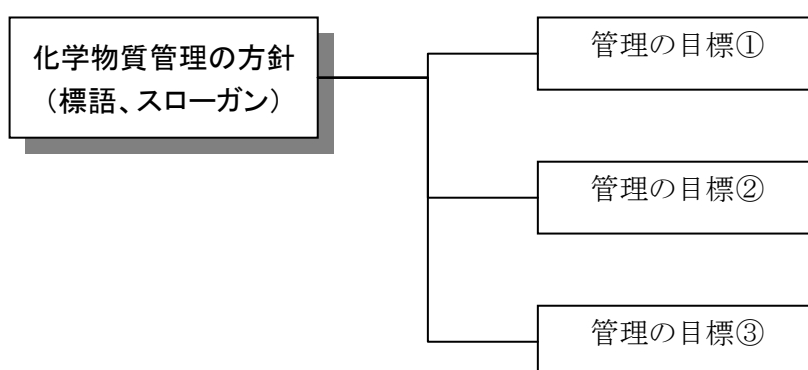 化学物質管理の方針
（標語、スローガン）
管理の目標①
管理の目標②
管理の目標③